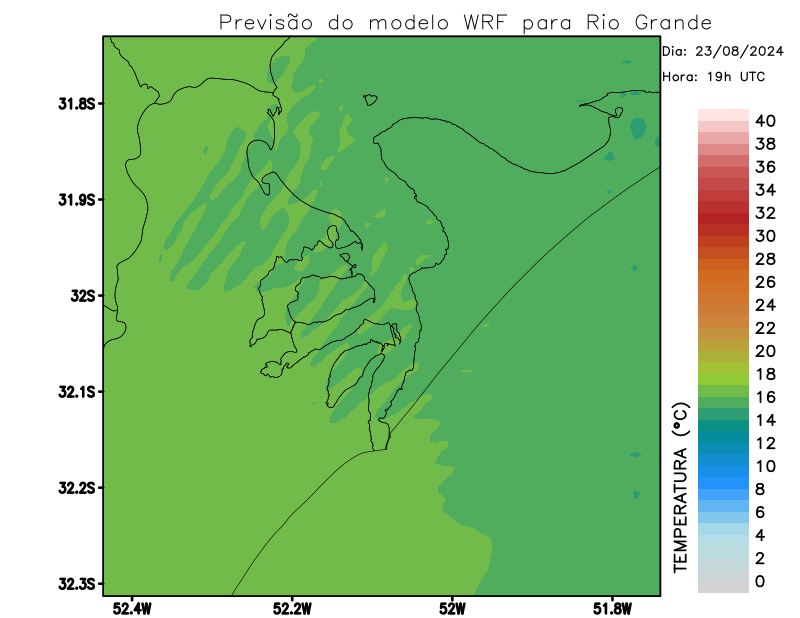 Previsão do modelo WRF para Rio Grande
Dia: 23/08/2024
Hora: 19h UTC
31.8S
31.9S
32S
32.1S
32.2S
32.3S
52.4W
52.2W
52W
51.8W
TEMPERATURA (ºC)
40
38
36
34
32
30
28
26
24
22
20
18
16
14
12
10
8
6
4
2
0